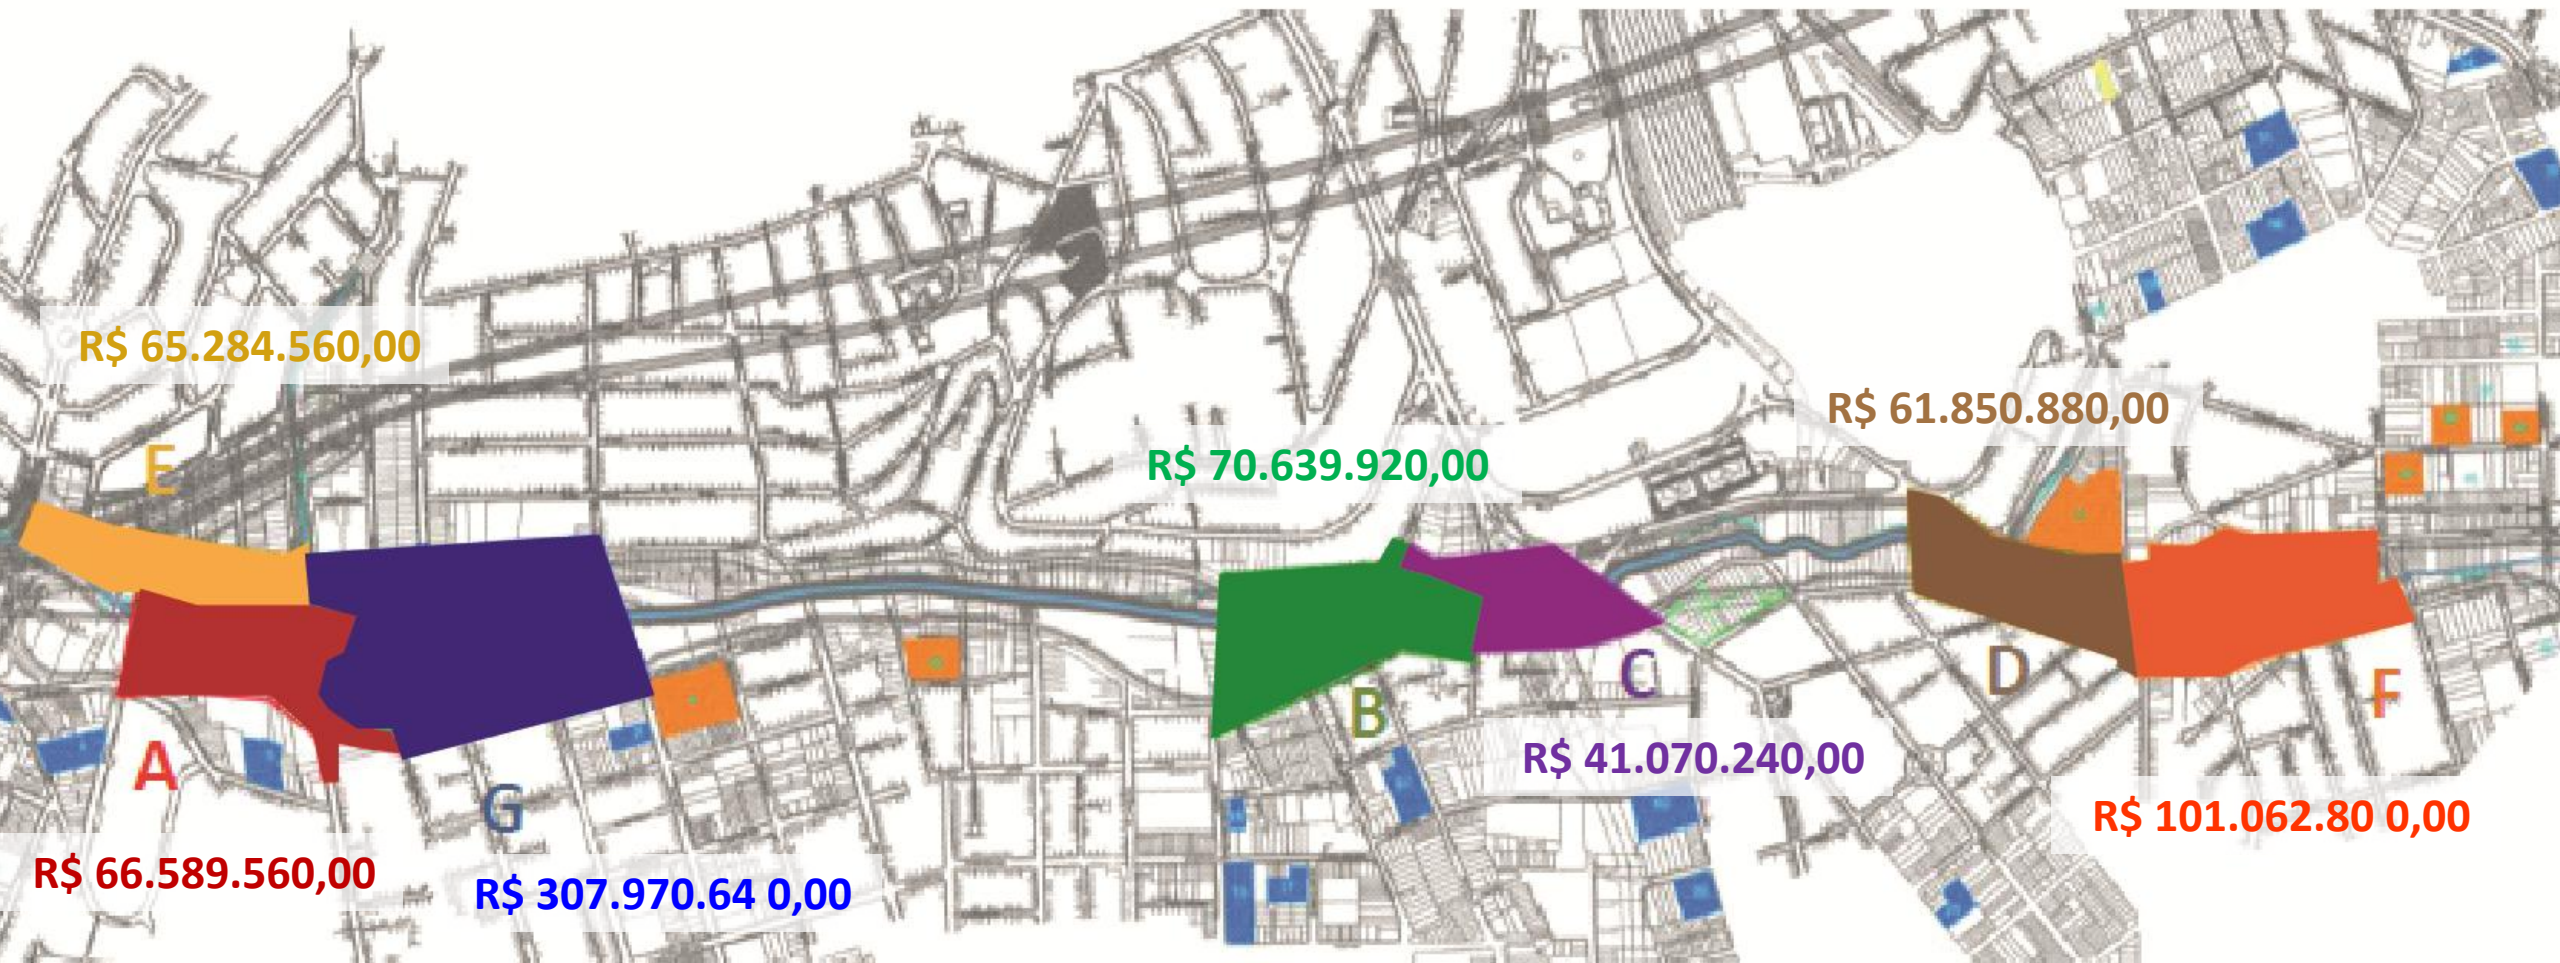 R$ 65.284.560,00
E
R$ 61.850.880,00
R$ 70.639.920,00
D
C
F
B
R$ 41.070.240,00
A
G
R$ 101.062.80 0,00
R$ 66.589.560,00
R$ 307.970.64 0,00